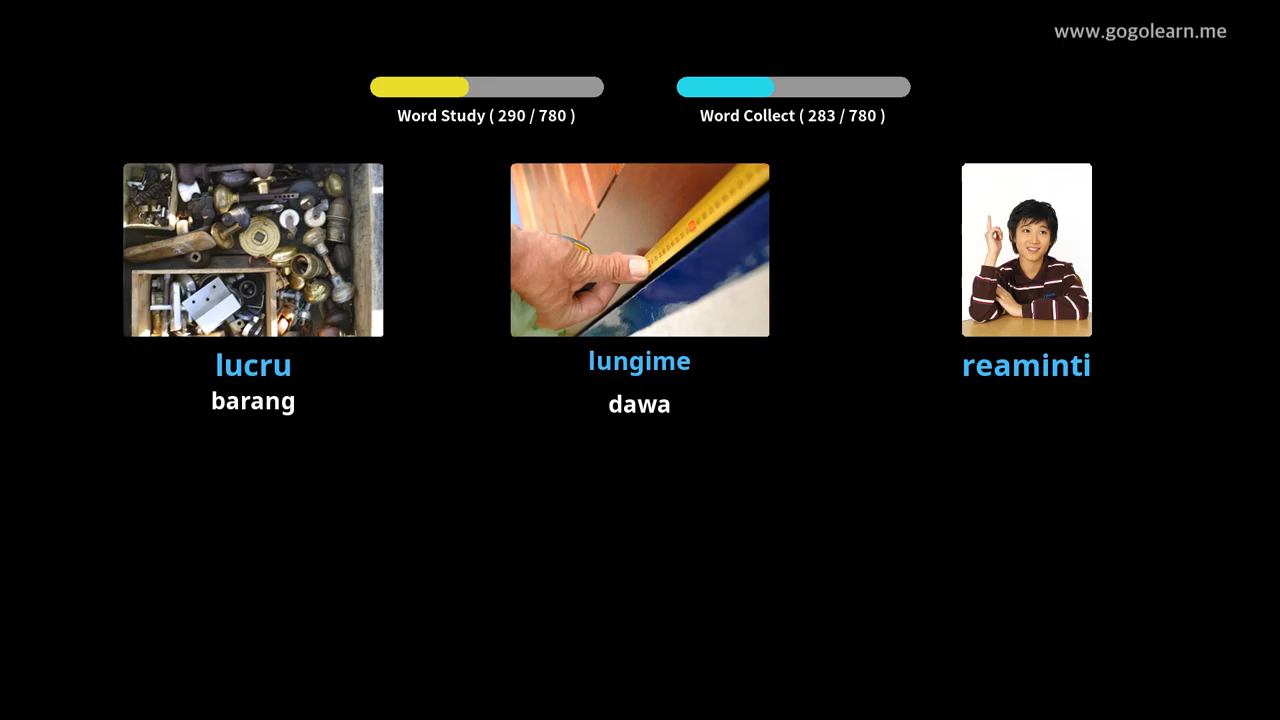 www.gogolearn.me
Word Study ( 290 / 780 )
Word Collect ( 283 / 780 )
lucru
barang
lungime
dawa
reaminti